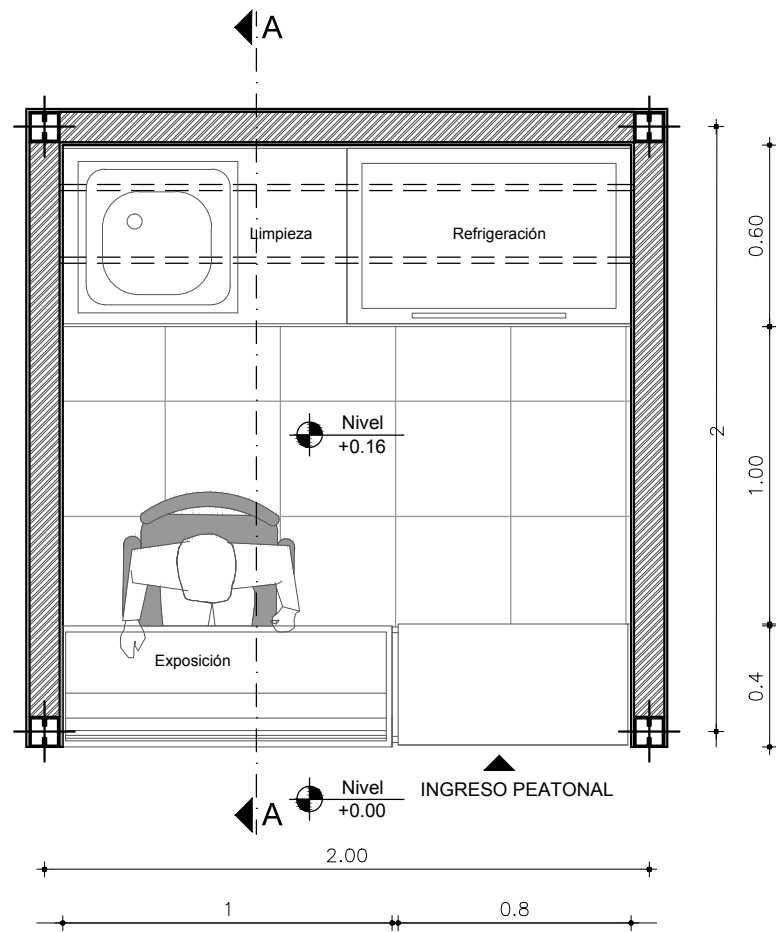 A
Limpieza
Refrigeración
0.60
Nivel
+0.16
2
1.00
Exposición
0.4
Nivel
+0.00
INGRESO PEATONAL
A
2.00
1
0.8